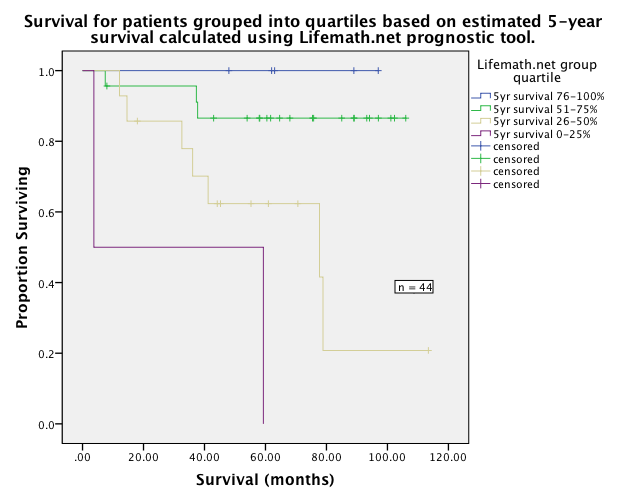 Survival for patients grouped into quartiles based on estimated 5-year
survival calculated using Lifemath.net prognostic tool.
Lifemath.net group
quartile
5yr survival 76-100%
5yr survival 51-75%
5yr survival 26-50%
5yr survival 0-25%
censored
censored
censored
censored
Proportion Surviving
1.0
0.8
0.6
0.4
0.2
0.0
n = 44
.00 20.00 40.00 60.00 80.00 100.00 120.00
Survival (months)